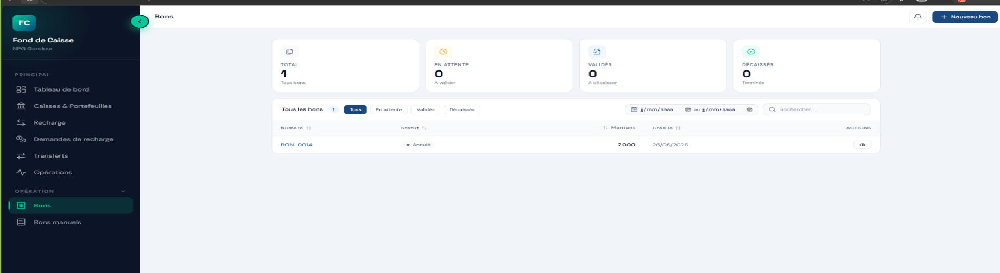 FC
Fond de Caisse
NPG Gandour
PRINCIPAL
Tableau de bord
Caisses & Portefeuilles
Recharge
Demandes de recharge
Transferts
Opérations
OPÉRATION
Bons
Bons manuels
Bons
+ Nouveau bon
TOTAL
1
Tous bons
EN ATTENTE
0
À valider
VALIDÉS
0
À décaisser
DÉCAISSÉS
0
Terminés
Tous les bons 1 Tous En attente Validés Décaissés jj/mm/aaaa au jj/mm/aaaa Rechercher...
Numéro ↑↓ Statut ↑↓ ↑↓ Montant Créé le ↑↓ ACTIONS
BON-0014 Annulé 2 000 26/06/2026